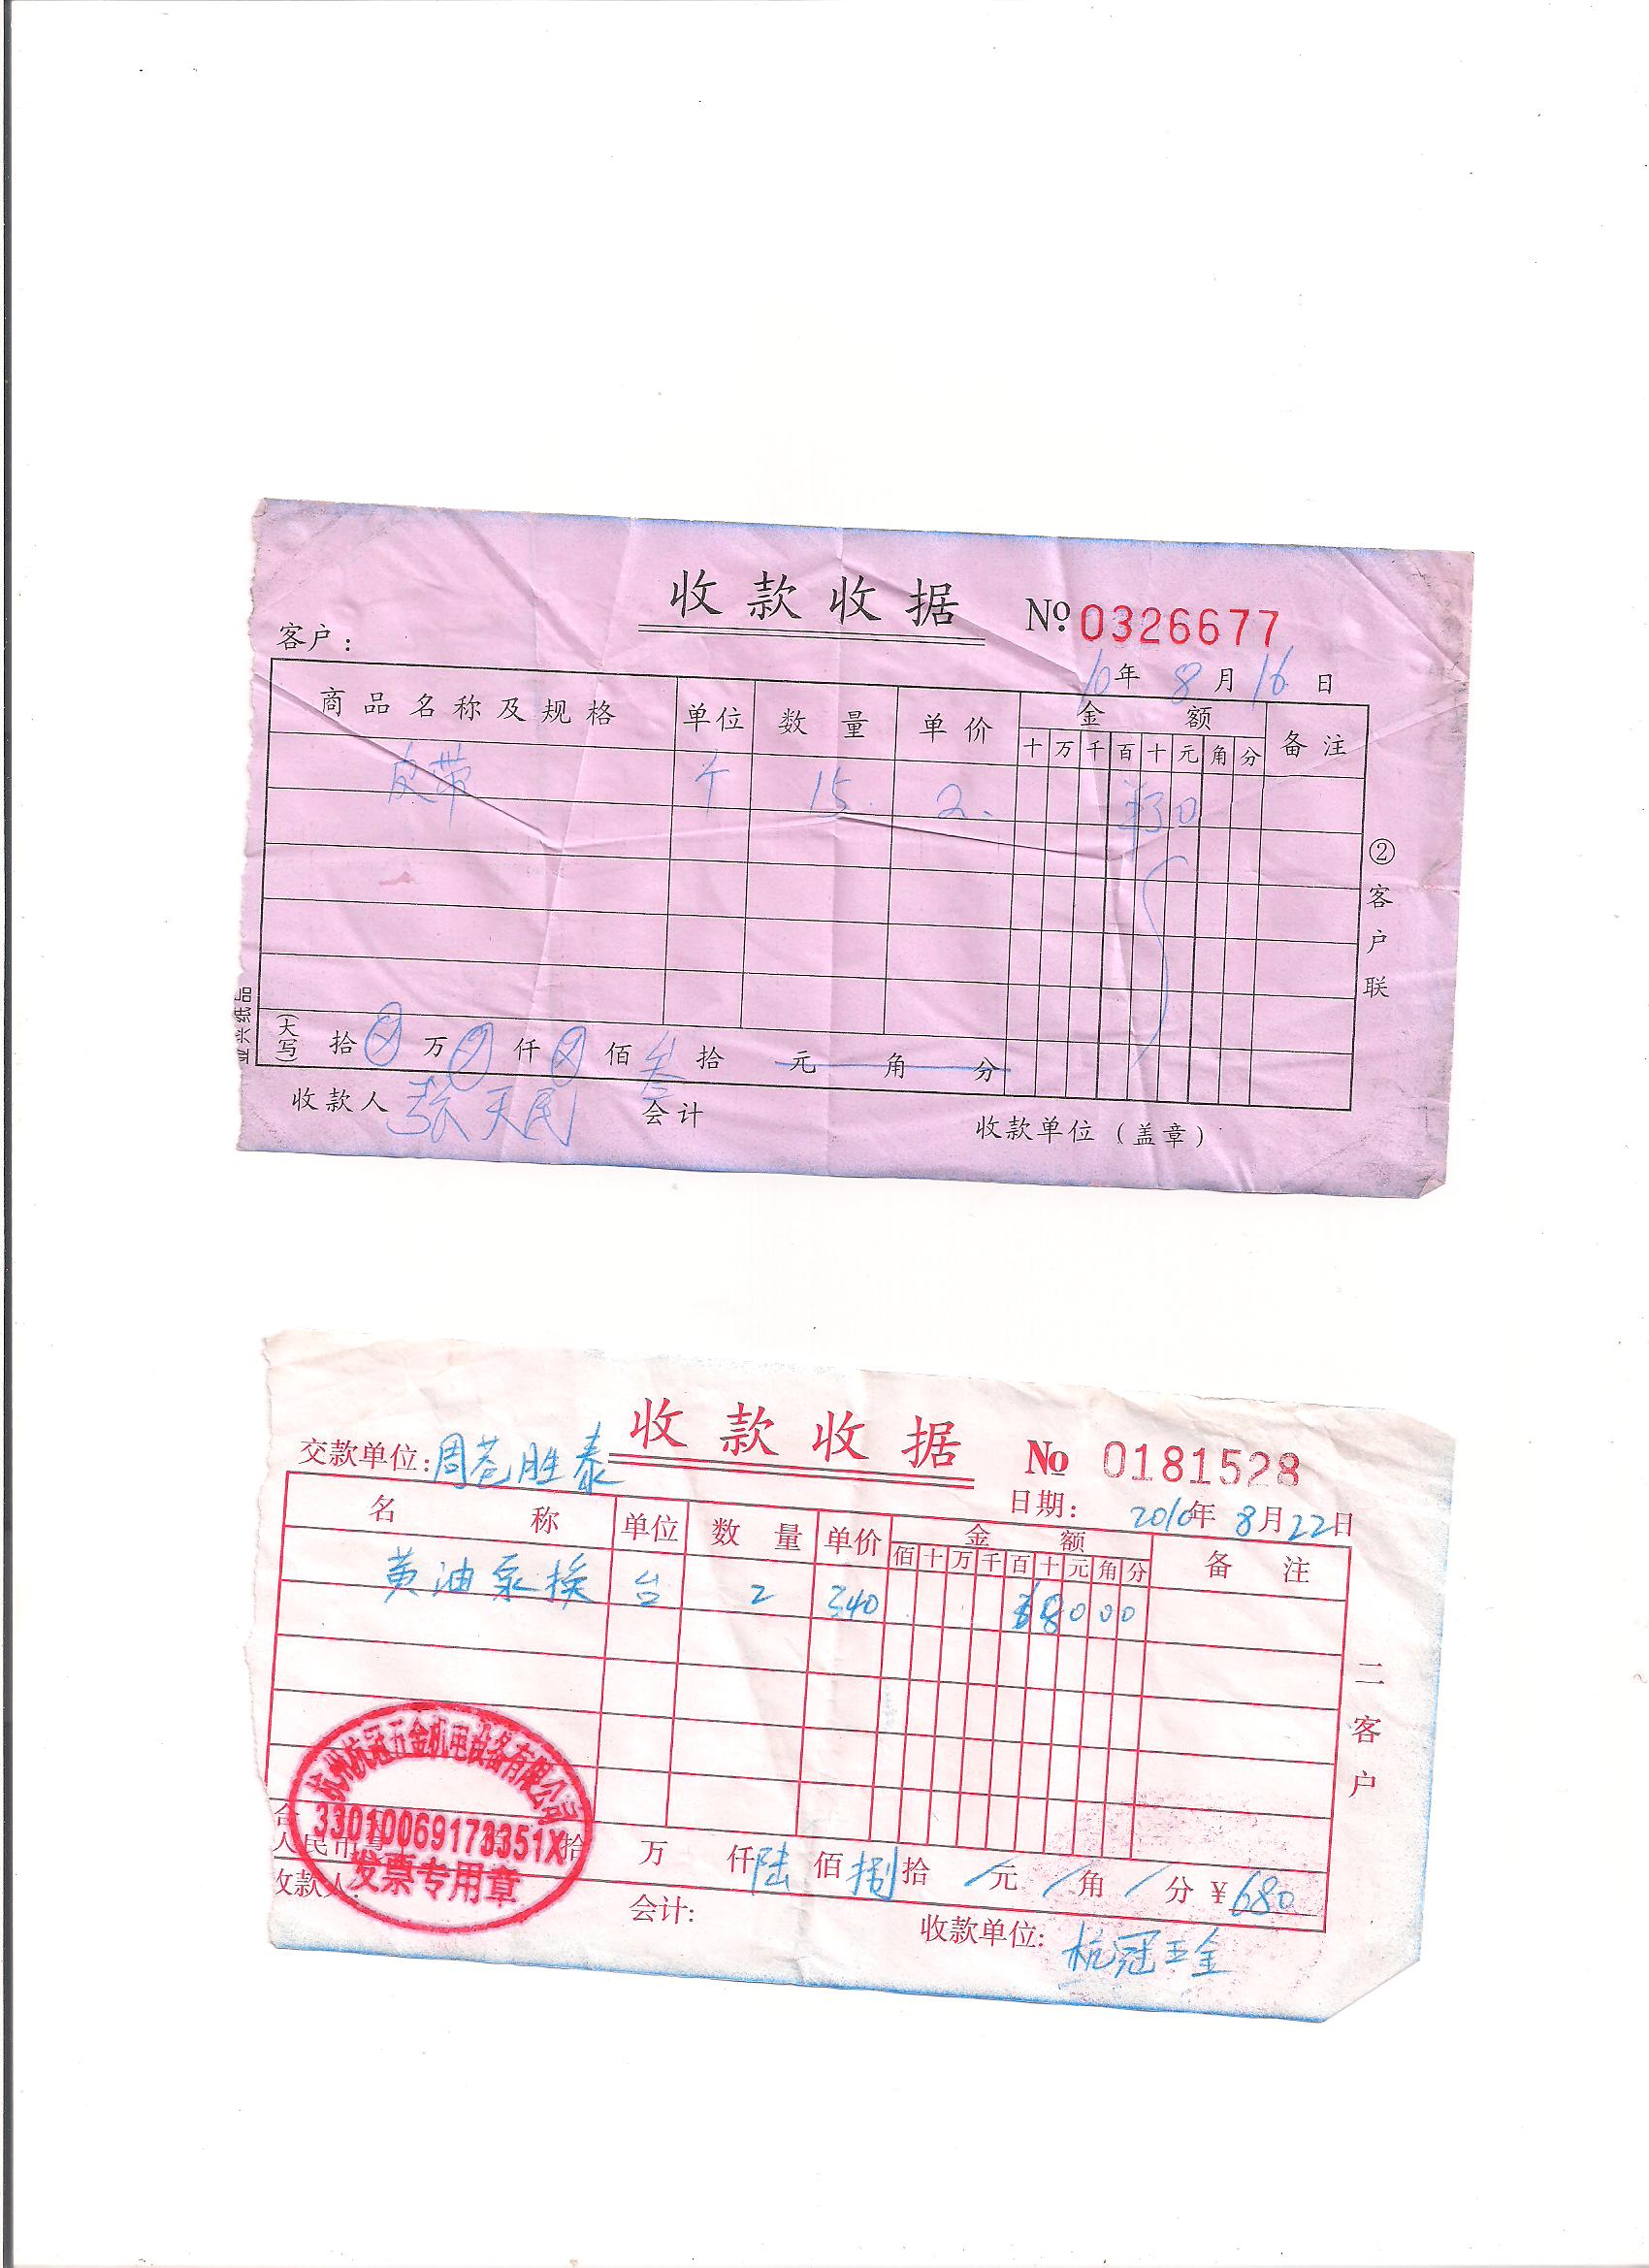 收款收据 № 0326677
客户：
10年 8月 16日
商品名称及规格 单位 数量 单价 金额 备注
十 万 千 百 十 元 角 分
皮带 个 15. 2. ¥30
②客户联
(大写) 拾 万 仟 佰 叁 拾 元 角 分
收款人 张天民 会计 收款单位（盖章）
收款收据 № 0181528
交款单位: 胜泰
日期: 2010年 8月22日
名称 单位 数量 单价 金额 备注
佰 十 万 千 百 十 元 角 分
黄油泵 台 2 340 68000
二客户
杭州杭冠五金机电设备有限公司
33010069173351X
发票专用章
人民币 拾 万 仟 陆 佰 捌 拾 / 元 / 角 / 分 ¥680
收款人: 会计: 收款单位: 杭冠五金